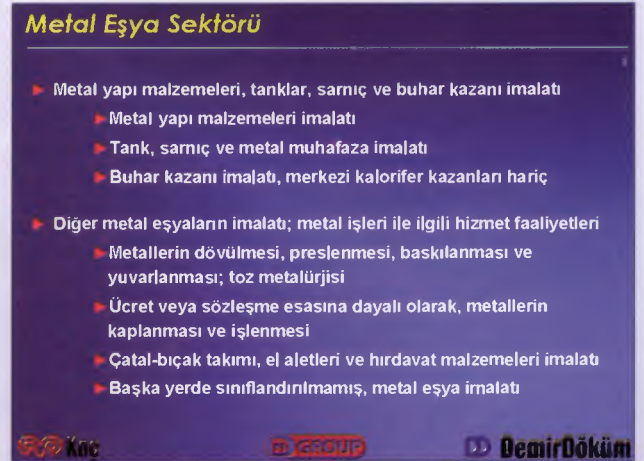 Metal Eşya Sektörü
Metal yapı malzemeleri, tanklar, sarnıç ve buhar kazanı imalatı
Metal yapı malzemeleri imalatı
Tank, sarnıç ve metal muhafaza imalatı
Buhar kazanı imalatı, merkezi kalorifer kazanları hariç
Diğer metal eşyaların imalatı; metal işleri ile ilgili hizmet faaliyetleri
Metallerin dövülmesi, preslenmesi, baskılanması ve
yuvarlanması; toz metalürjisi
Ücret veya sözleşme esasına dayalı olarak, metallerin
kaplanması ve işlenmesi
Çatal-bıçak takımı, el aletleri ve hırdavat malzemeleri imalatı
Başka yerde sınıflandırılmamış, metal eşya imalatı
Koç GROUP DemirDöküm